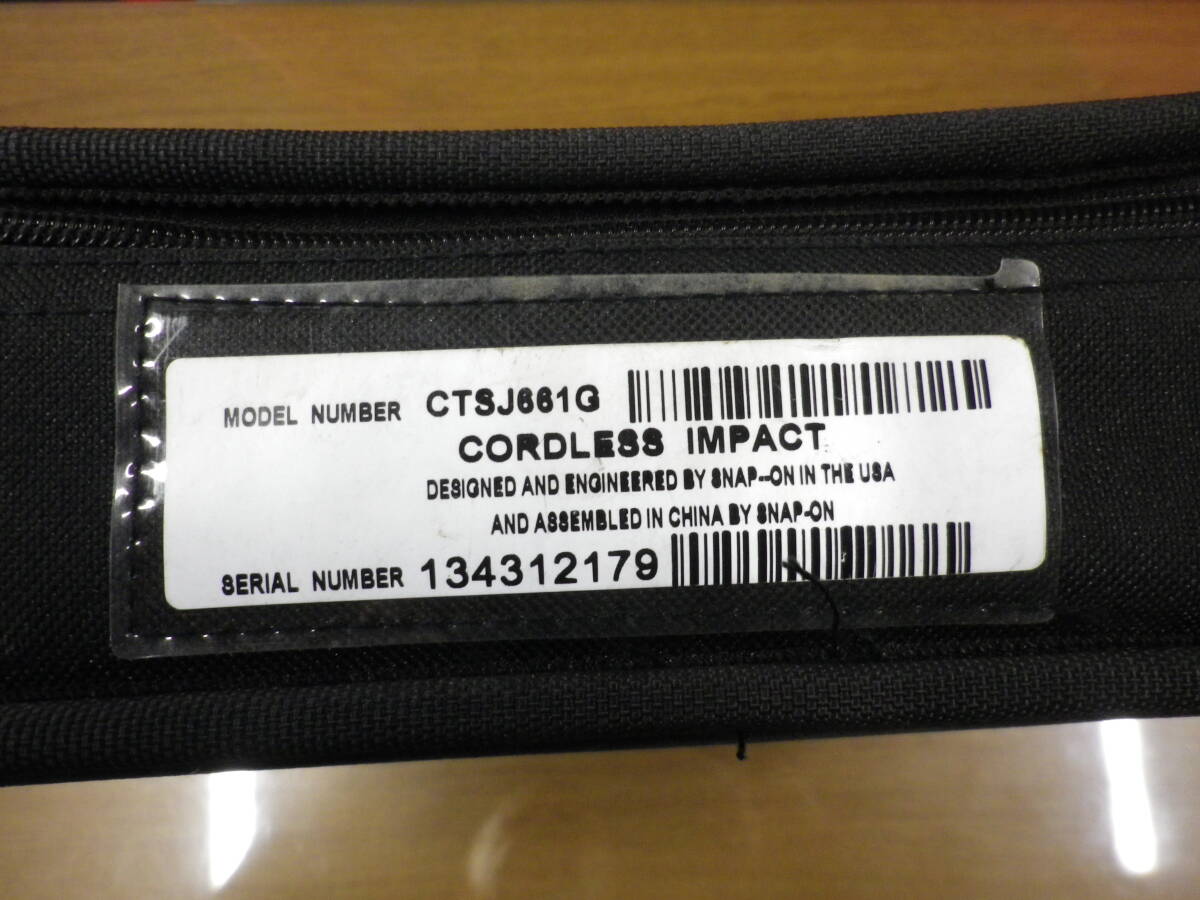 MODEL NUMBER CTSJ661G
CORDLESS IMPACT
DESIGNED AND ENGINEERED BY SNAP--ON IN THE USA
AND ASSEMBLED IN CHINA BY SNAP-ON
SERIAL NUMBER 134312179